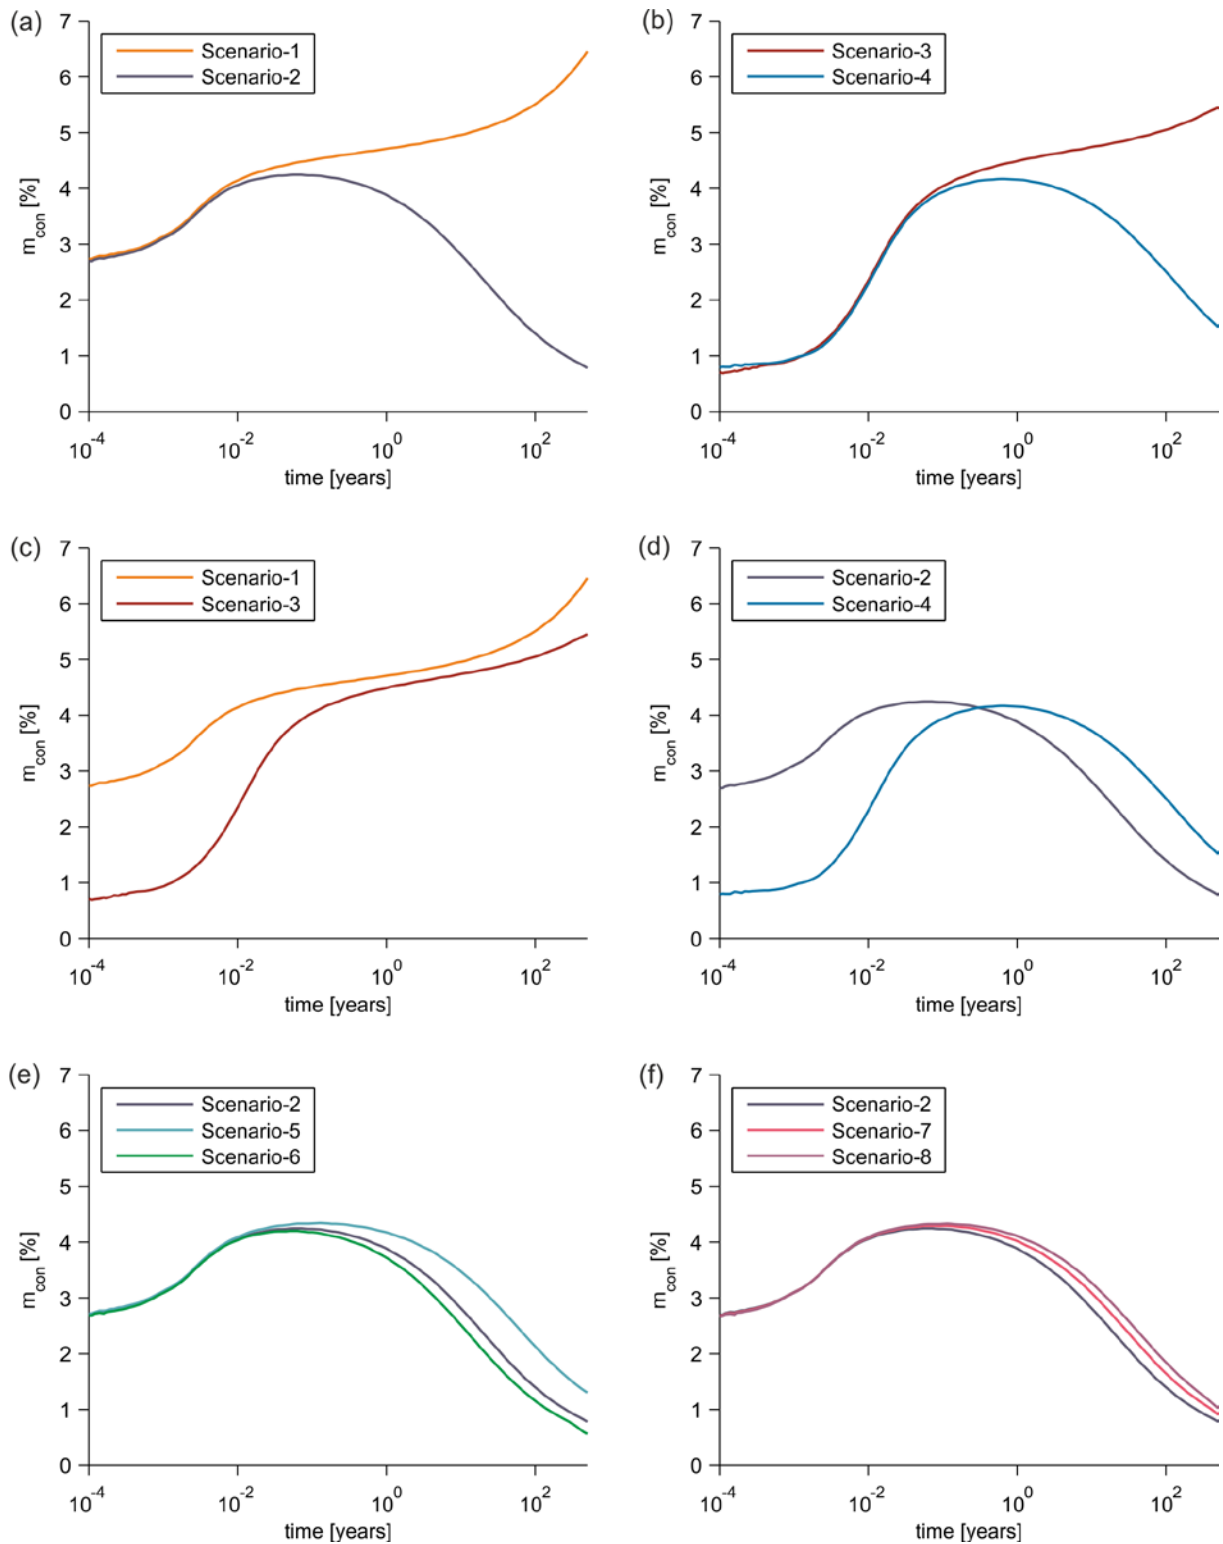 (a)
7
6
5
4
3
2
1
0
m_con [%]
Scenario-1
Scenario-2
10^-4
10^-2
10^0
10^2
time [years]
(b)
7
6
5
4
3
2
1
0
m_con [%]
Scenario-3
Scenario-4
10^-4
10^-2
10^0
10^2
time [years]
(c)
7
6
5
4
3
2
1
0
m_con [%]
Scenario-1
Scenario-3
10^-4
10^-2
10^0
10^2
time [years]
(d)
7
6
5
4
3
2
1
0
m_con [%]
Scenario-2
Scenario-4
10^-4
10^-2
10^0
10^2
time [years]
(e)
7
6
5
4
3
2
1
0
m_con [%]
Scenario-2
Scenario-5
Scenario-6
10^-4
10^-2
10^0
10^2
time [years]
(f)
7
6
5
4
3
2
1
0
m_con [%]
Scenario-2
Scenario-7
Scenario-8
10^-4
10^-2
10^0
10^2
time [years]